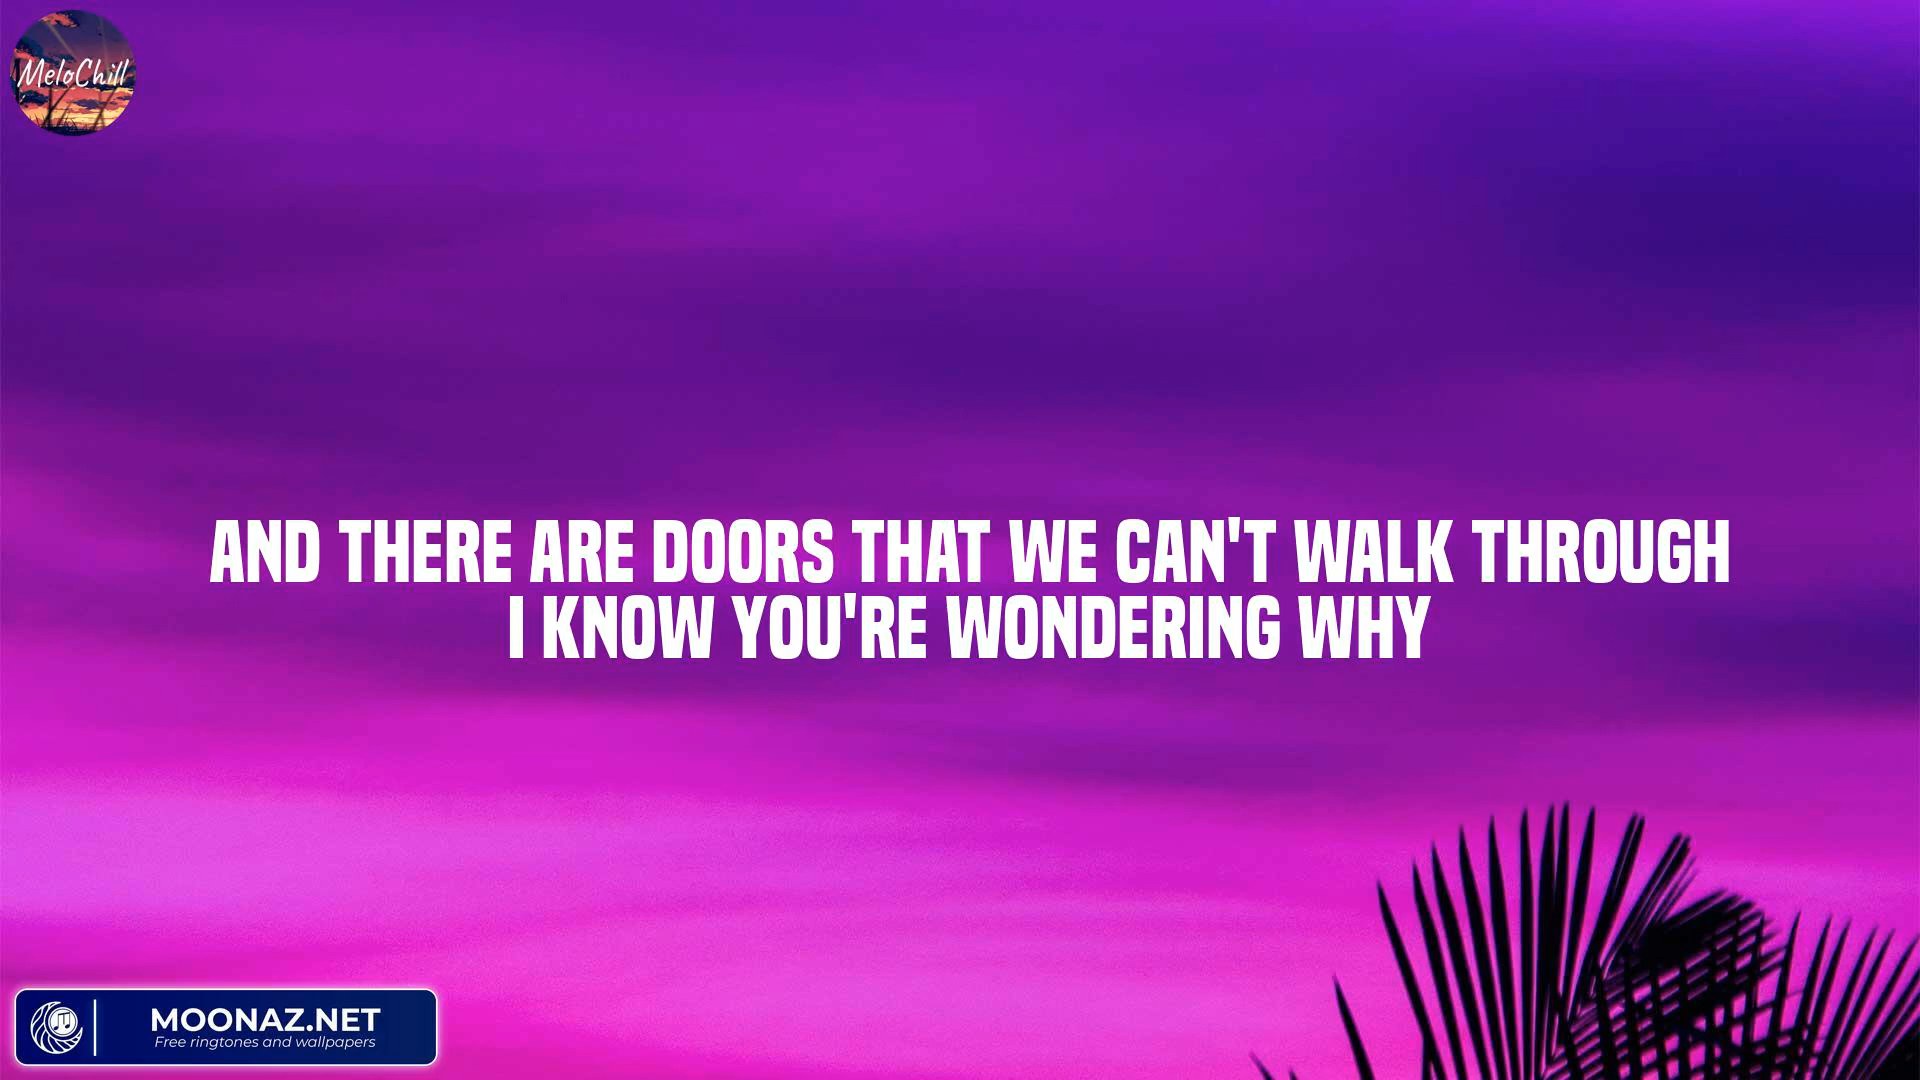 MeloChill
AND THERE ARE DOORS THAT WE CAN'T WALK THROUGH
I KNOW YOU'RE WONDERING WHY
MOONAZ.NET
Free ringtones and wallpapers